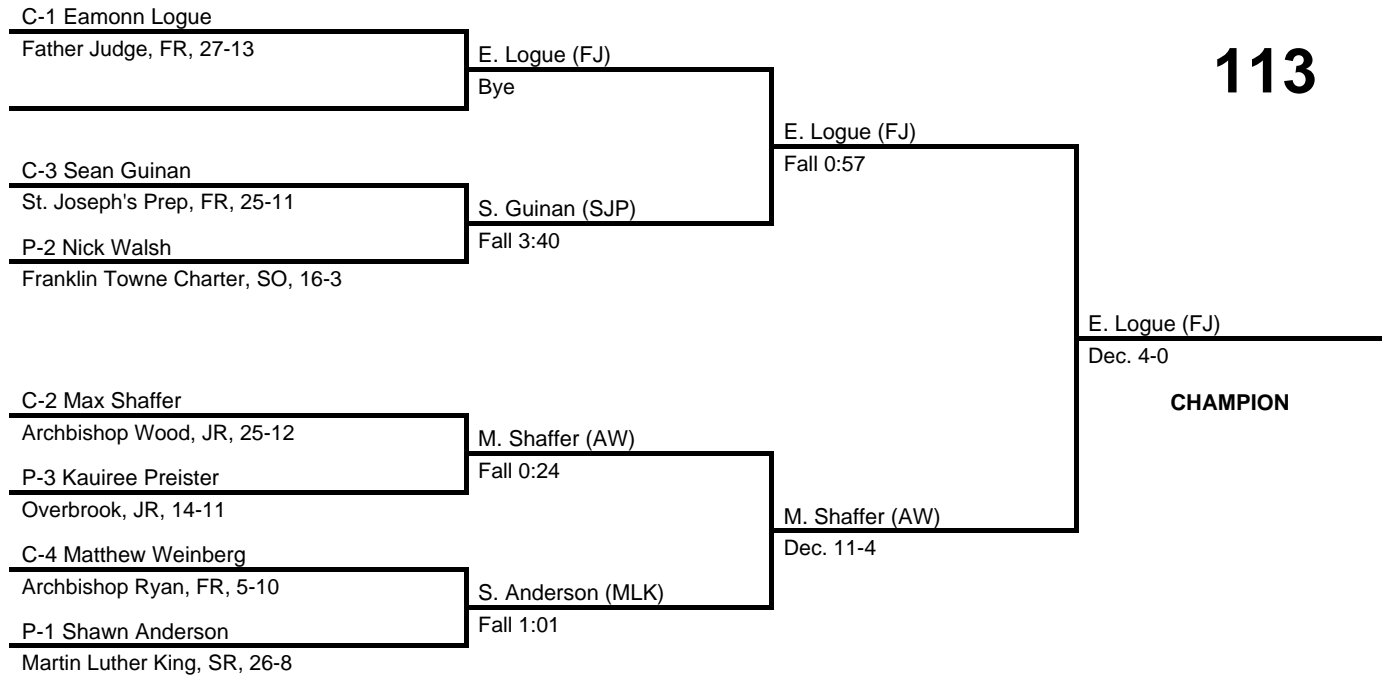 C-1 Eamonn Logue
Father Judge, FR, 27-13
E. Logue (FJ)
Bye
113
E. Logue (FJ)
Fall 0:57
C-3 Sean Guinan
St. Joseph's Prep, FR, 25-11
S. Guinan (SJP)
Fall 3:40
P-2 Nick Walsh
Franklin Towne Charter, SO, 16-3
E. Logue (FJ)
Dec. 4-0
CHAMPION
C-2 Max Shaffer
Archbishop Wood, JR, 25-12
M. Shaffer (AW)
Fall 0:24
P-3 Kauiree Preister
Overbrook, JR, 14-11
M. Shaffer (AW)
Dec. 11-4
C-4 Matthew Weinberg
Archbishop Ryan, FR, 5-10
S. Anderson (MLK)
Fall 1:01
P-1 Shawn Anderson
Martin Luther King, SR, 26-8